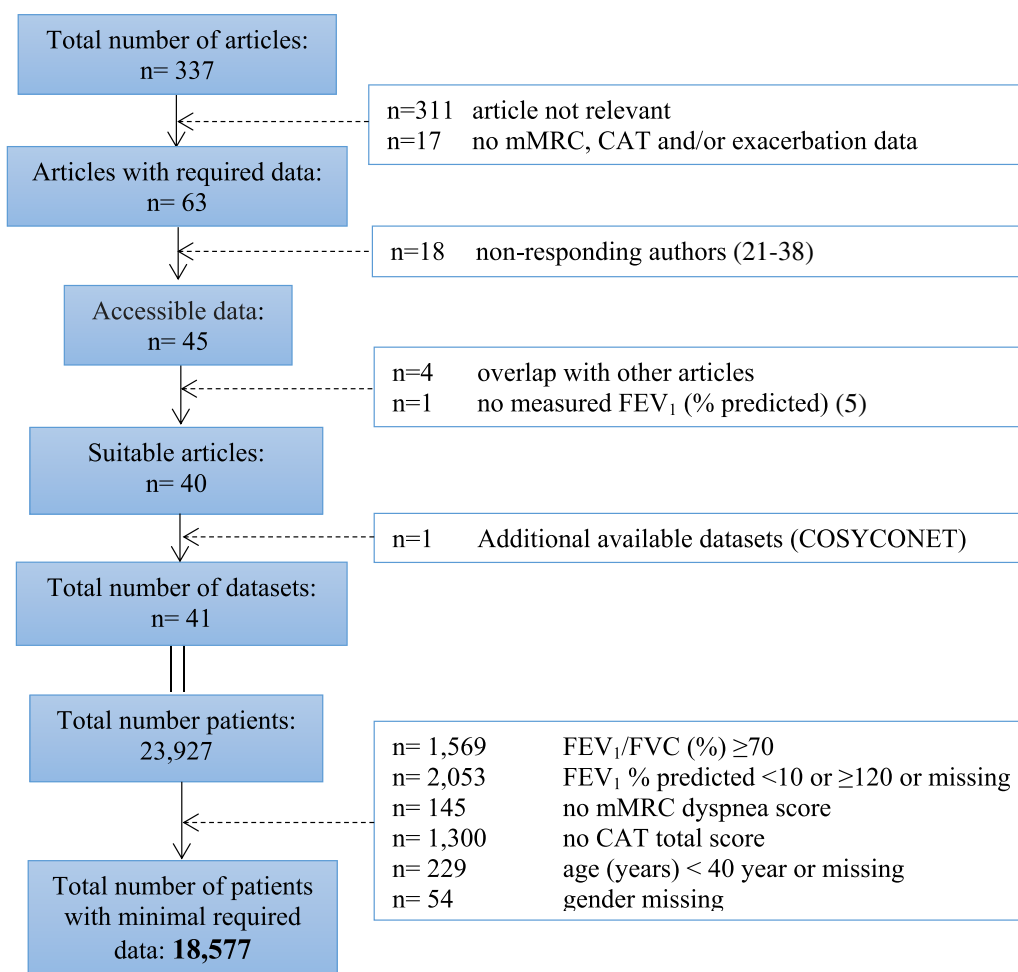 Total number of articles:
n= 337
n=311 article not relevant
n=17 no mMRC, CAT and/or exacerbation data
Articles with required data:
n= 63
n=18 non-responding authors (21-38)
Accessible data:
n= 45
n=4 overlap with other articles
n=1 no measured FEV₁ (% predicted) (5)
Suitable articles:
n= 40
n=1 Additional available datasets (COSYCONET)
Total number of datasets:
n= 41
Total number patients:
23,927
n= 1,569 FEV₁/FVC (%) ≥70
n= 2,053 FEV₁ % predicted <10 or ≥120 or missing
n= 145 no mMRC dyspnea score
n= 1,300 no CAT total score
n= 229 age (years) < 40 year or missing
n= 54 gender missing
Total number of patients
with minimal required
data: 18,577